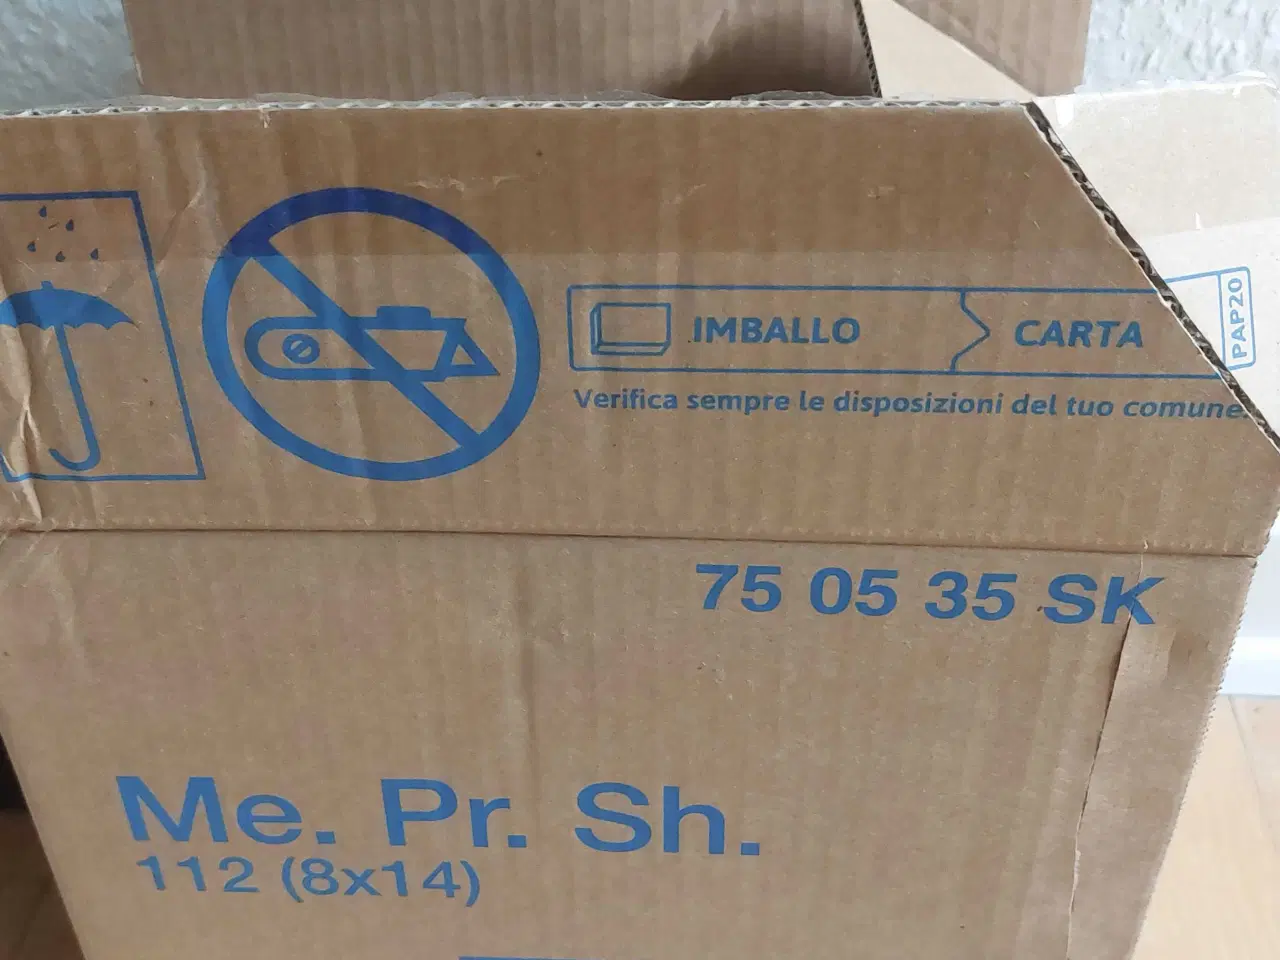 IMBALLO CARTA PAP20
Verifica sempre le disposizioni del tuo comune.
75 05 35 SK
Me. Pr. Sh.
112 (8x14)